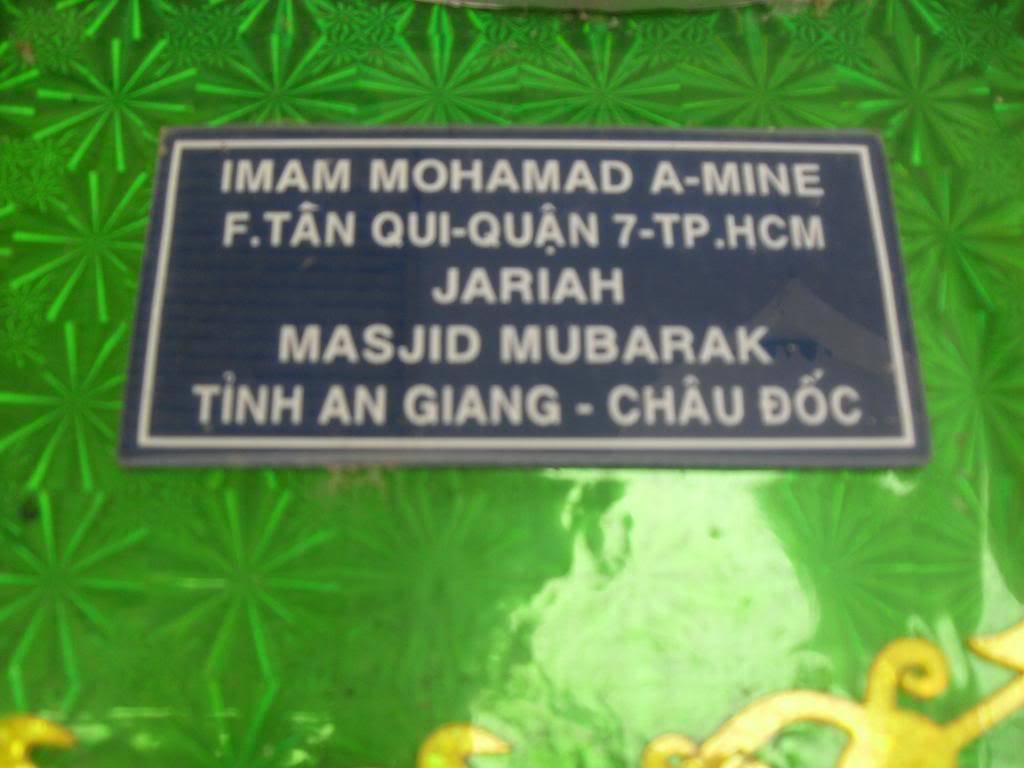 IMAM MOHAMAD A-MINE
F.TÂN QUI-QUẬN 7-TP.HCM
JARIAH
MASJID MUBARAK
TỈNH AN GIANG - CHÂU ĐỐC